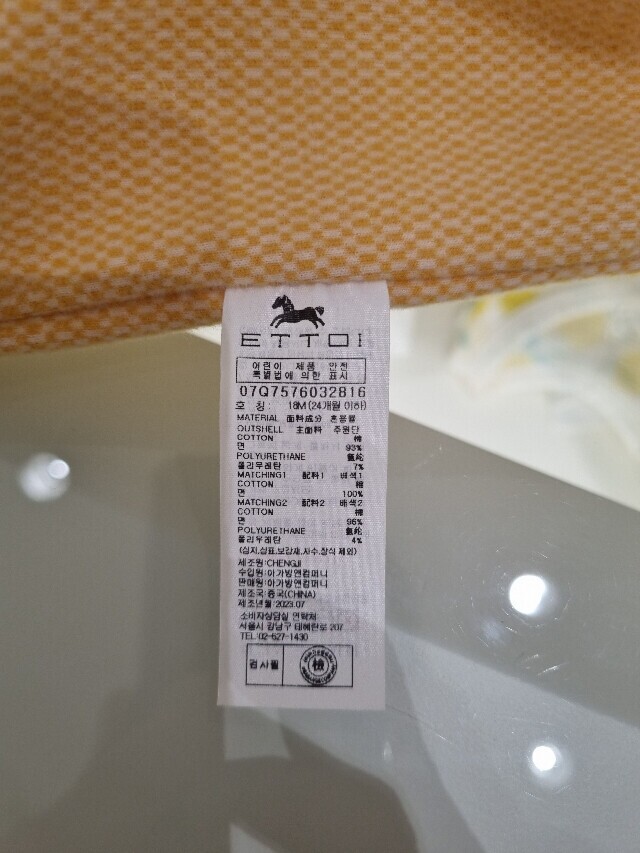 ETTOI
어린이 제품 안전
특별법에 의한 표시
07Q7576032816
호 칭: 18M(24개월 이하)
MATERIAL 面料成分 혼용률
OUTSHELL 主面料 주원단
COTTON 棉
면 93%
POLYURETHANE 氨纶
폴리우레탄 7%
MATCHING1 配料1 배색1
COTTON 棉
면 100%
MATCHING2 配料2 배색2
COTTON 棉
면 96%
POLYURETHANE 氨纶
폴리우레탄 4%
(심지,상표,보강재,자수,장식 제외)
제조원:CHENGJI
수입원:아가방앤컴퍼니
판매원:아가방앤컴퍼니
제조국:중국(CHINA)
제조년월:2023.07
소비자상담실 연락처
서울시 강남구 테헤란로 207
TEL:02-527-1430
검사필 檢